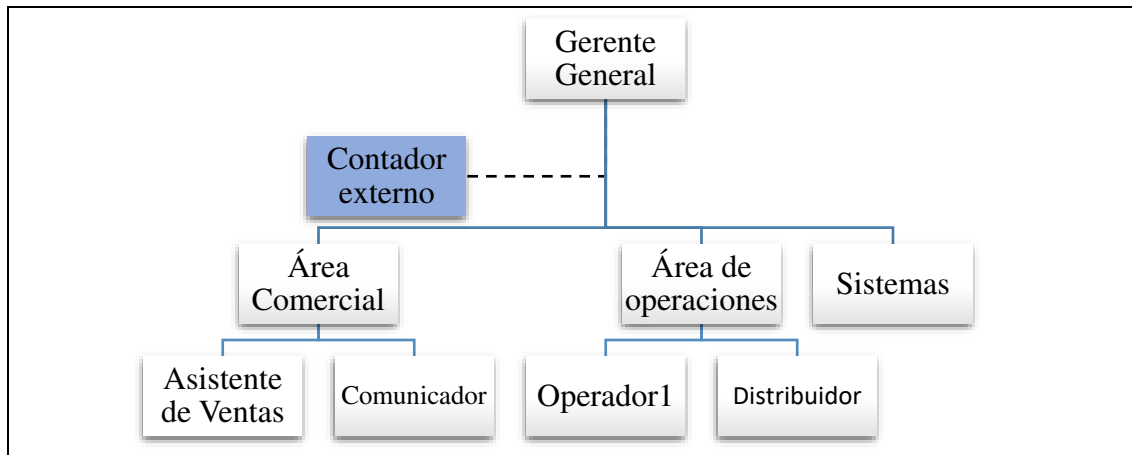 Gerente
General
Contador
externo
Área
Comercial
Área de
operaciones
Sistemas
Asistente
de Ventas
Comunicador
Operador1
Distribuidor